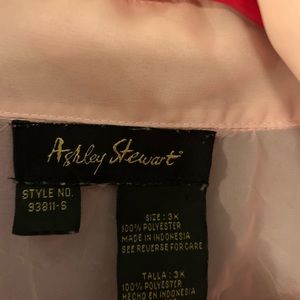 Ashley Stewart
STYLE NO.
93811-S
SIZE : 3X
100% POLYESTER
MADE IN INDONESIA
SEE REVERSE FOR CARE
TALLA : 3X
100% POLYESTER
HECHO EN INDONESIA